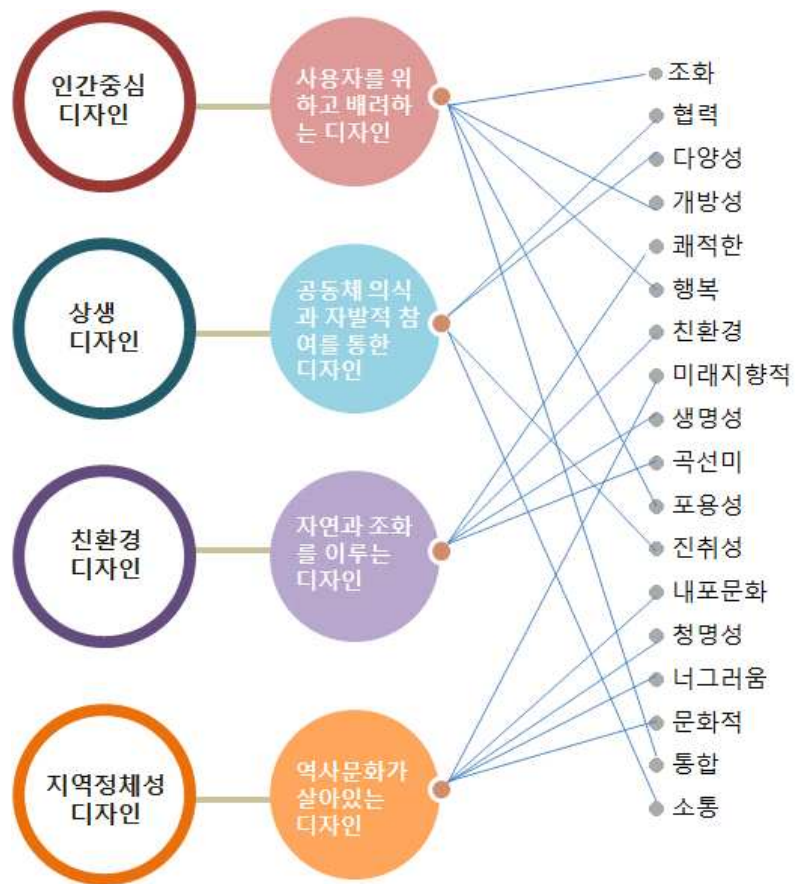 인간중심
디자인
사용자를 위
하고 배려하
는 디자인
상생
디자인
공동체 의식
과 자발적 참
여를 통한
디자인
친환경
디자인
자연과 조화
를 이루는
디자인
지역정체성
디자인
역사문화가
살아있는
디자인
조화
협력
다양성
개방성
쾌적한
행복
친환경
미래지향적
생명성
곡선미
포용성
진취성
내포문화
청명성
너그러움
문화적
통합
소통